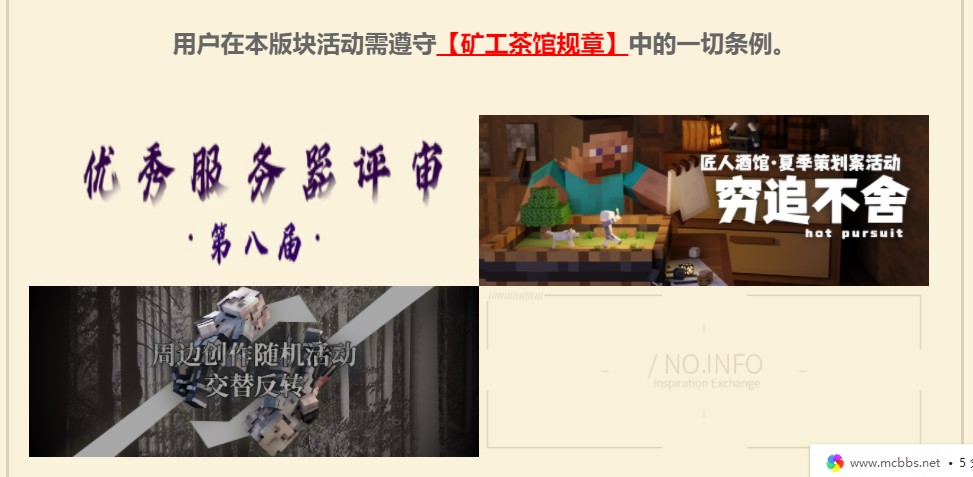 用户在本版块活动需遵守【矿工茶馆规章】中的一切条例。
优秀服务器评审
·第八届·
匠人酒馆·夏季策划案活动
穷追不舍
hot pursuit
周边创作随机活动
交替反转
/ NO.INFO
Inspiration Exchange
www.mcbbs.net • 5